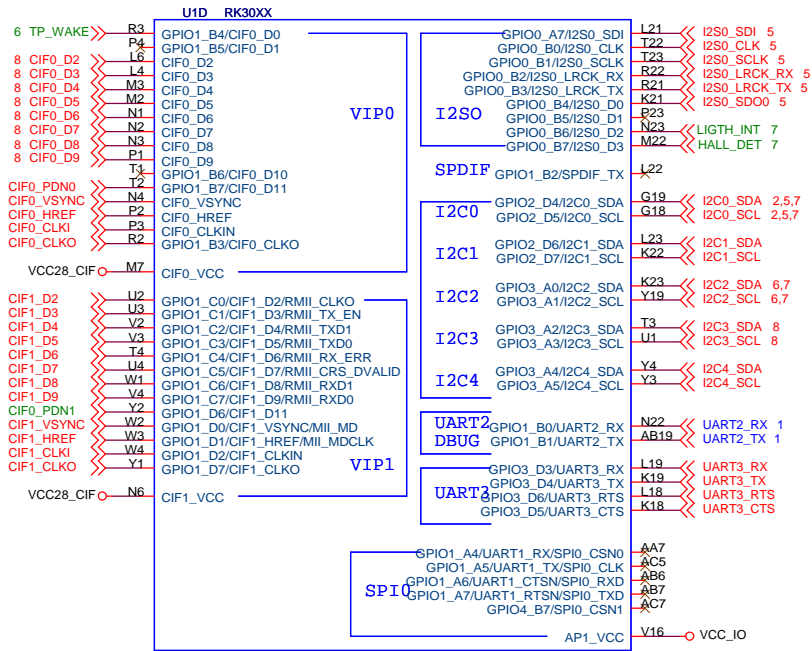 U1D RK30XX
6 TP_WAKE R3 GPIO1_B4/CIF0_D0
P4 GPIO1_B5/CIF0_D1
8 CIF0_D2 L6 CIF0_D2
8 CIF0_D3 L4 CIF0_D3
8 CIF0_D4 M3 CIF0_D4
8 CIF0_D5 M2 CIF0_D5
8 CIF0_D6 N1 CIF0_D6
8 CIF0_D7 N2 CIF0_D7
8 CIF0_D8 N3 CIF0_D8
8 CIF0_D9 P1 CIF0_D9
T1 GPIO1_B6/CIF0_D10
CIF0_PDN0 T2 GPIO1_B7/CIF0_D11
CIF0_VSYNC N4 CIF0_VSYNC
CIF0_HREF P2 CIF0_HREF
CIF0_CLKI P3 CIF0_CLKIN
CIF0_CLKO R2 GPIO1_B3/CIF0_CLKO
VCC28_CIF M7 CIF0_VCC
VIP0
CIF1_D2 U2 GPIO1_C0/CIF1_D2/RMII_CLKO
CIF1_D3 U3 GPIO1_C1/CIF1_D3/RMII_TX_EN
CIF1_D4 V2 GPIO1_C2/CIF1_D4/RMII_TXD1
CIF1_D5 V3 GPIO1_C3/CIF1_D5/RMII_TXD0
CIF1_D6 T4 GPIO1_C4/CIF1_D6/RMII_RX_ERR
CIF1_D7 U4 GPIO1_C5/CIF1_D7/RMII_CRS_DVALID
CIF1_D8 W1 GPIO1_C6/CIF1_D8/RMII_RXD1
CIF1_D9 V4 GPIO1_C7/CIF1_D9/RMII_RXD0
CIF0_PDN1 Y2 GPIO1_D6/CIF1_D11
CIF1_VSYNC W2 GPIO1_D0/CIF1_VSYNC/MII_MD
CIF1_HREF W3 GPIO1_D1/CIF1_HREF/MII_MDCLK
CIF1_CLKI W4 GPIO1_D2/CIF1_CLKIN
CIF1_CLKO Y1 GPIO1_D7/CIF1_CLKO
VIP1
VCC28_CIF N6 CIF1_VCC
GPIO0_A7/I2S0_SDI L21 I2S0_SDI 5
GPIO0_B0/I2S0_CLK T22 I2S0_CLK 5
GPIO0_B1/I2S0_SCLK T23 I2S0_SCLK 5
GPIO0_B2/I2S0_LRCK_RX R22 I2S0_LRCK_RX 5
GPIO0_B3/I2S0_LRCK_TX R21 I2S0_LRCK_TX 5
GPIO0_B4/I2S0_D0 K21 I2S0_SDO0 5
I2SO GPIO0_B5/I2S0_D1 P23
GPIO0_B6/I2S0_D2 N23 LIGTH_INT 7
GPIO0_B7/I2S0_D3 M22 HALL_DET 7
SPDIF GPIO1_B2/SPDIF_TX L22
I2C0 GPIO2_D4/I2C0_SDA G19 I2C0_SDA 2,5,7
GPIO2_D5/I2C0_SCL G18 I2C0_SCL 2,5,7
I2C1 GPIO2_D6/I2C1_SDA L23 I2C1_SDA
GPIO2_D7/I2C1_SCL K22 I2C1_SCL
I2C2 GPIO3_A0/I2C2_SDA K23 I2C2_SDA 6,7
GPIO3_A1/I2C2_SCL Y19 I2C2_SCL 6,7
I2C3 GPIO3_A2/I2C3_SDA T3 I2C3_SDA 8
GPIO3_A3/I2C3_SCL U1 I2C3_SCL 8
I2C4 GPIO3_A4/I2C4_SDA Y4 I2C4_SDA
GPIO3_A5/I2C4_SCL Y3 I2C4_SCL
UART2 GPIO1_B0/UART2_RX N22 UART2_RX 1
DBUG GPIO1_B1/UART2_TX AB19 UART2_TX 1
GPIO3_D3/UART3_RX L19 UART3_RX
GPIO3_D4/UART3_TX K19 UART3_TX
UART3 GPIO3_D6/UART3_RTS L18 UART3_RTS
GPIO3_D5/UART3_CTS K18 UART3_CTS
GPIO1_A4/UART1_RX/SPI0_CSN0 AA7
GPIO1_A5/UART1_TX/SPI0_CLK AC5
GPIO1_A6/UART1_CTSN/SPI0_RXD AB6
SPI0 GPIO1_A7/UART1_RTSN/SPI0_TXD AB7
GPIO4_B7/SPI0_CSN1 AC7
AP1_VCC V16 VCC_IO